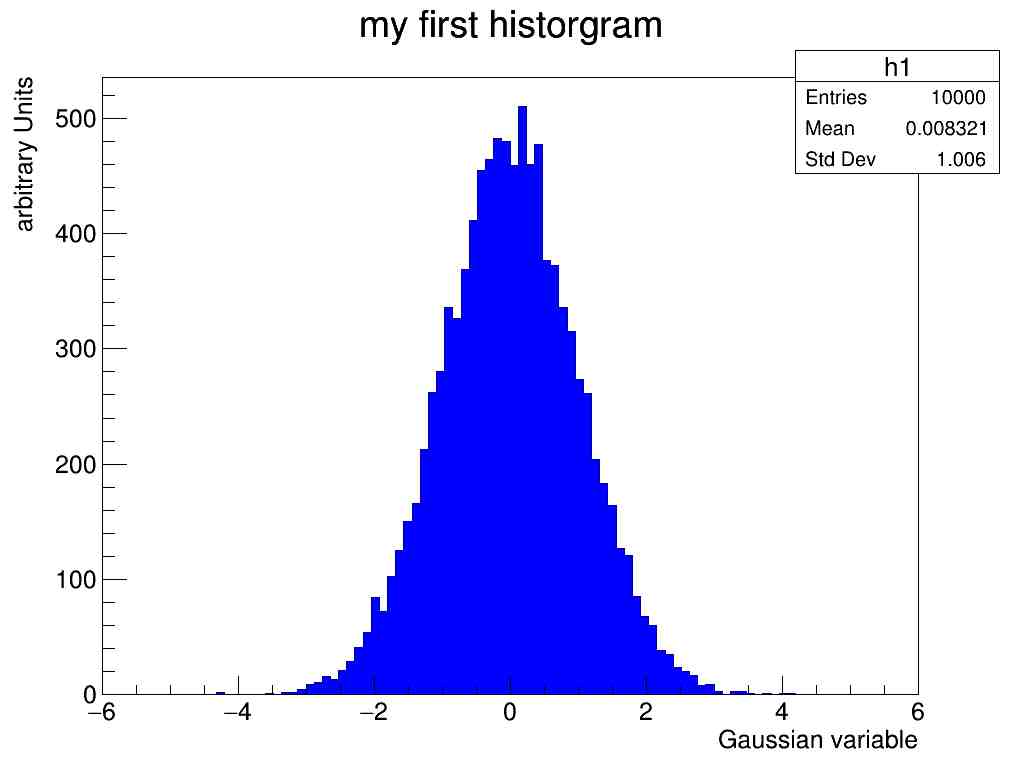 my first historgram
h1
Entries 10000
Mean 0.008321
Std Dev 1.006
arbitrary Units
500
400
300
200
100
0
−6 −4 −2 0 2 4 6
Gaussian variable